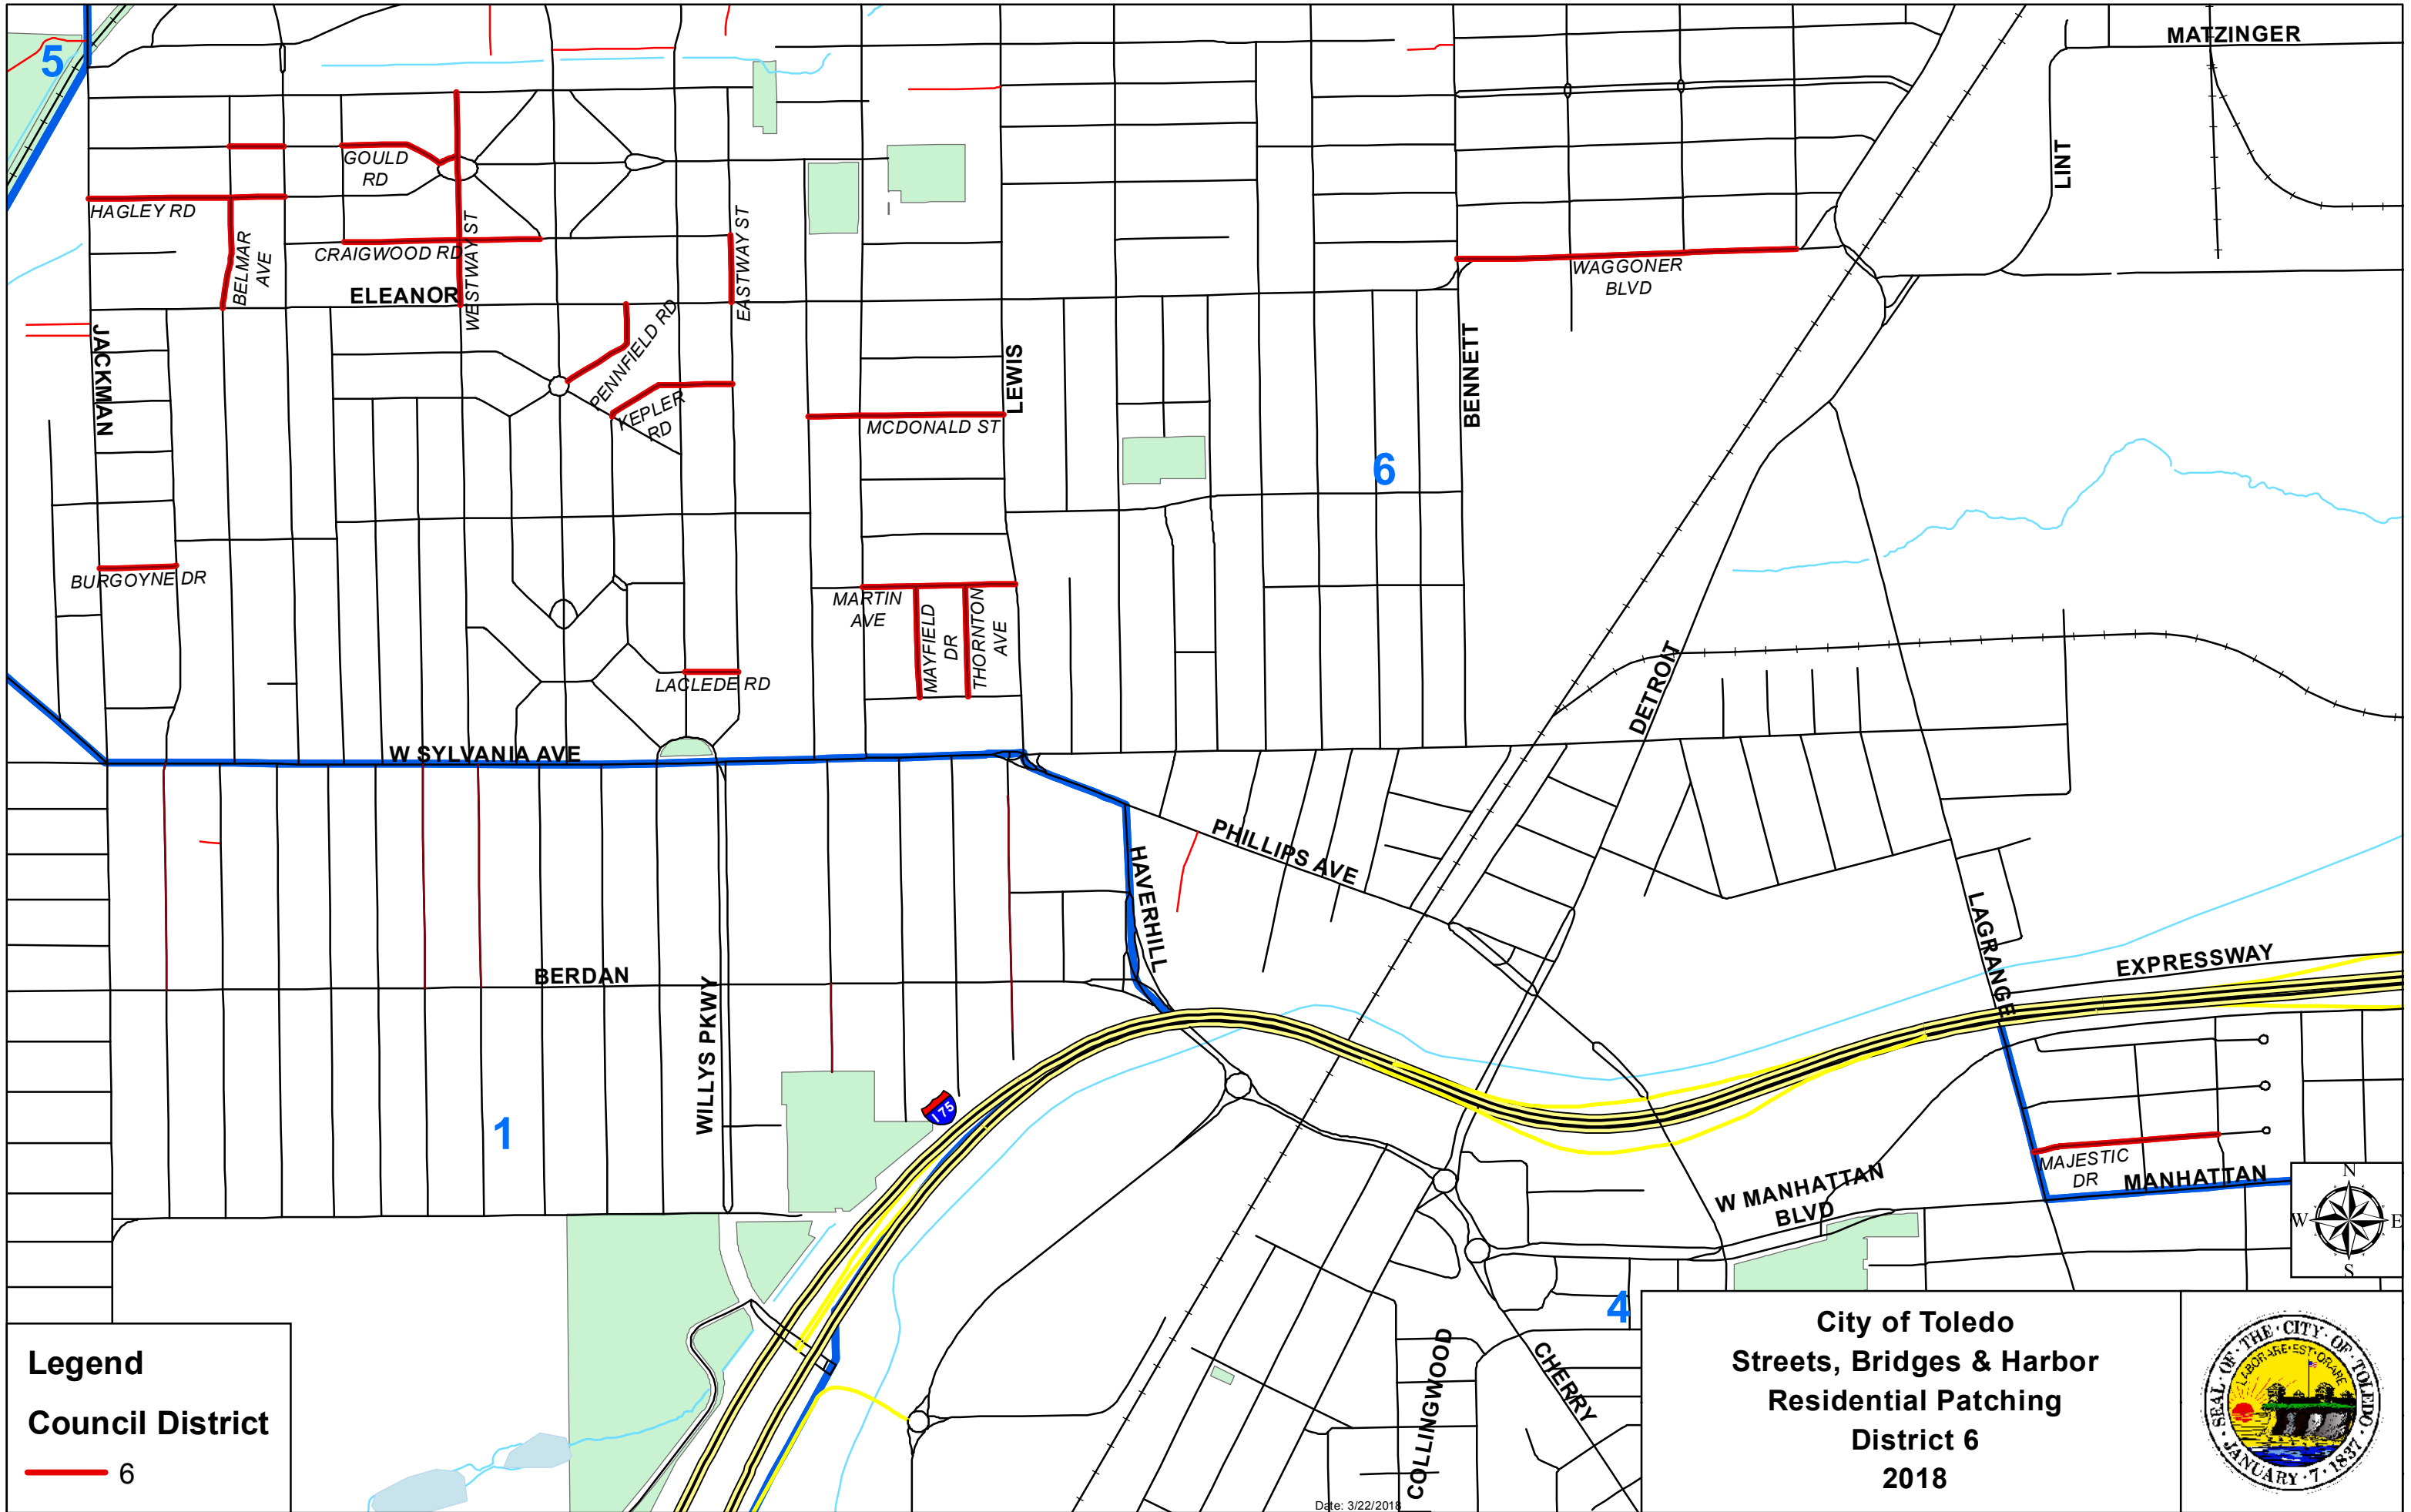 5
MATZINGER
LINT
GOULD
RD
HAGLEY RD
BELMAR
AVE
CRAIGWOOD RD
WESTWAY ST
EASTWAY ST
ELEANOR
WAGGONER
BLVD
JACKMAN
PENNFIELD RD
KEPLER
RD
LEWIS
BENNETT
MCDONALD ST
6
BURGOYNE DR
MARTIN
AVE
MAYFIELD
DR
THORNTON
AVE
LACLEDE RD
DETROIT
W SYLVANIA AVE
PHILLIPS AVE
HAVERHILL
LAGRANGE
EXPRESSWAY
BERDAN
WILLYS PKWY
I 75
1
MAJESTIC
DR
MANHATTAN
W MANHATTAN
BLVD
N
W
E
S
4
COLLINGWOOD
CHERRY
Legend
Council District
6
City of Toledo
Streets, Bridges & Harbor
Residential Patching
District 6
2018
SEAL · OF · THE · CITY · OF · TOLEDO
LABORARE·EST·ORARE
· JANUARY · 7 · 1837 ·
Date: 3/22/2018